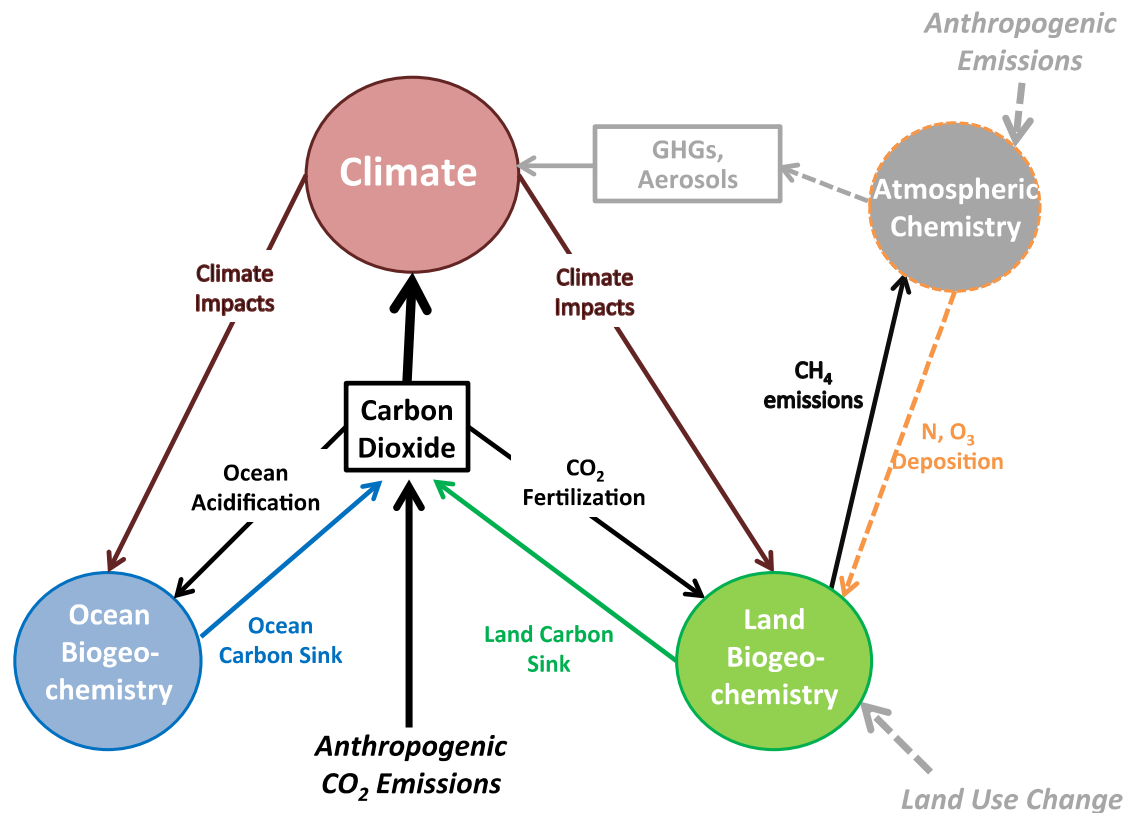 Anthropogenic
Emissions
Climate
GHGs,
Aerosols
Atmospheric
Chemistry
Climate
Impacts
Climate
Impacts
CH₄
emissions
Carbon
Dioxide
N, O₃
Deposition
Ocean
Acidification
CO₂
Fertilization
Ocean
Biogeo-
chemistry
Ocean
Carbon Sink
Land Carbon
Sink
Land
Biogeo-
chemistry
Anthropogenic
CO₂ Emissions
Land Use Change